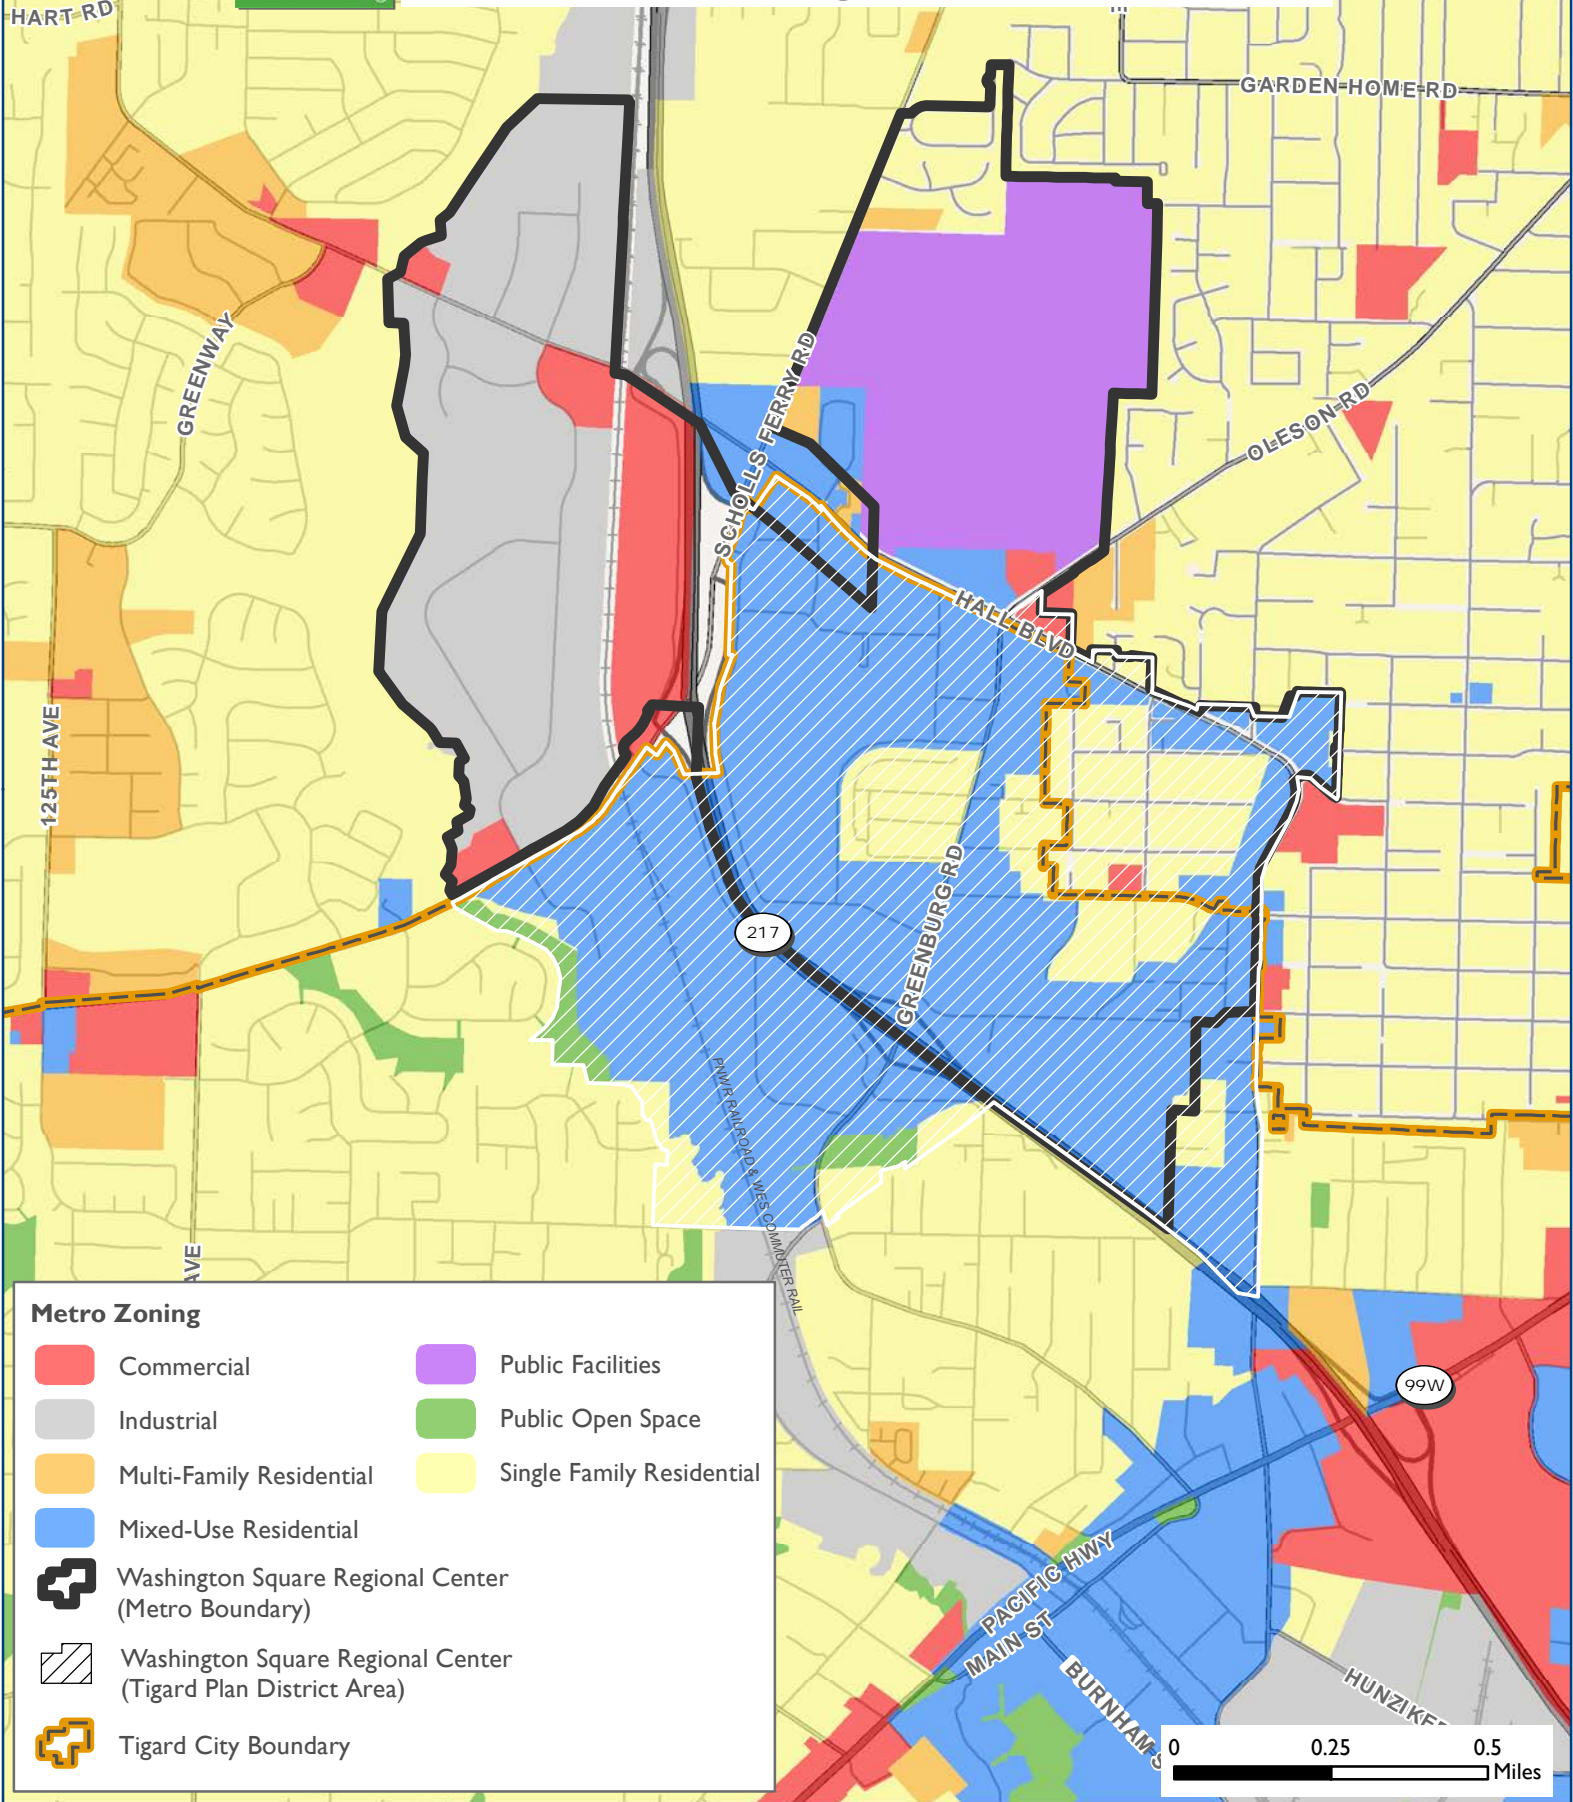 HART RD
GARDEN HOME RD
GREENWAY
SCHOLLS FERRY RD
OLESON RD
HALL BLVD
125TH AVE
217
GREENBURG RD
PNWR RAILROAD & WES COMMUTER RAIL
AVE
99W
PACIFIC HWY
MAIN ST
BURNHAM S
HUNZIKER
Metro Zoning
Commercial
Industrial
Multi-Family Residential
Mixed-Use Residential
Public Facilities
Public Open Space
Single Family Residential
Washington Square Regional Center
(Metro Boundary)
Washington Square Regional Center
(Tigard Plan District Area)
Tigard City Boundary
0 0.25 0.5
Miles